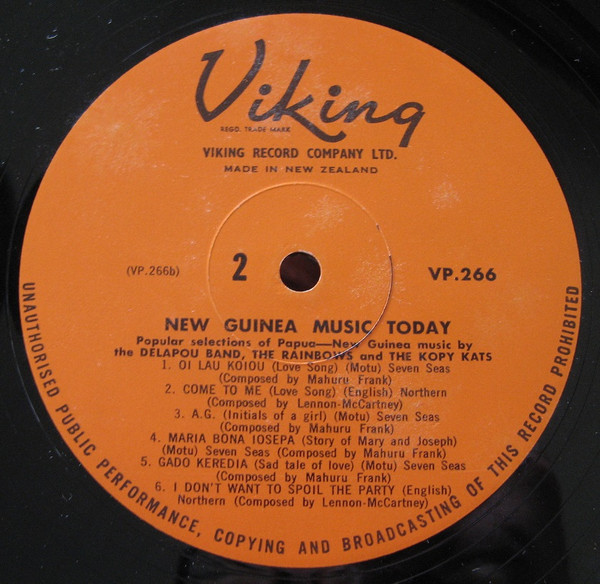 Viking
REGD. TRADE MARK
VIKING RECORD COMPANY LTD.
MADE IN NEW ZEALAND
(VP.266b)
2
VP.266
NEW GUINEA MUSIC TODAY
Popular selections of Papua—New Guinea music by
the DELAPOU BAND, THE RAINBOWS and THE KOPY KATS
1. OI LAU KOIOU (Love Song) (Motu) Seven Seas
(Composed by Mahuru Frank)
2. COME TO ME (Love Song) (English) Northern
(Composed by Lennon-McCartney)
3. A.G. (Initials of a girl) (Motu) Seven Seas
(Composed by Mahuru Frank)
4. MARIA BONA IOSEPA (Story of Mary and Joseph)
(Motu) Seven Seas (Composed by Mahuru Frank)
5. GADO KEREDIA (Sad tale of love) (Motu) Seven Seas
(Composed by Mahuru Frank)
6. I DON'T WANT TO SPOIL THE PARTY (English)
Northern (Composed by Lennon-McCartney)
UNAUTHORISED PUBLIC PERFORMANCE, COPYING AND BROADCASTING OF THIS RECORD PROHIBITED